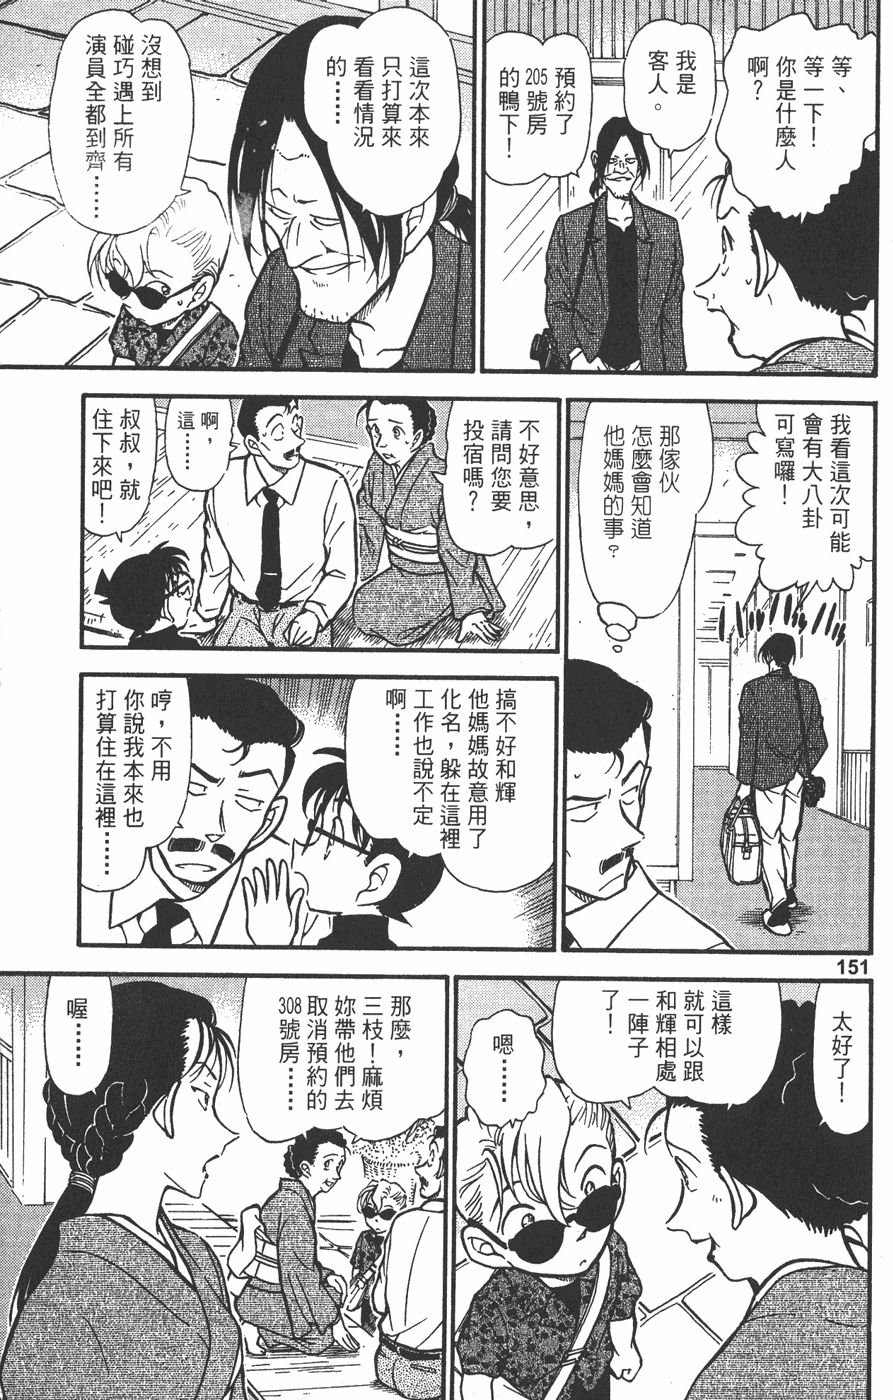 等、
等一下！
你是什麼人
啊？
我是
客人。
預約了
205號房
的鴨下！
這次本來
只打算來
看看情況
的……
沒想到
碰巧遇上所有
演員全都到齊……
我看這次可能
會有大八卦
可寫囉！
那傢伙
怎麼會知道
他媽媽的事？
不好意思，
請問您要
投宿嗎？
啊，
這……
叔叔，就
住下來吧！
搞不好和輝
他媽媽故意用了
化名，躲在這裡
工作也說不定
啊……
哼，不用
你說我本來也
打算住在這裡……
151
太好了！
這樣
就可以跟
和輝相處
一陣子
了！
嗯……
那麼，
三枝！麻煩
妳帶他們去
取消預約的
308號房……
喔……